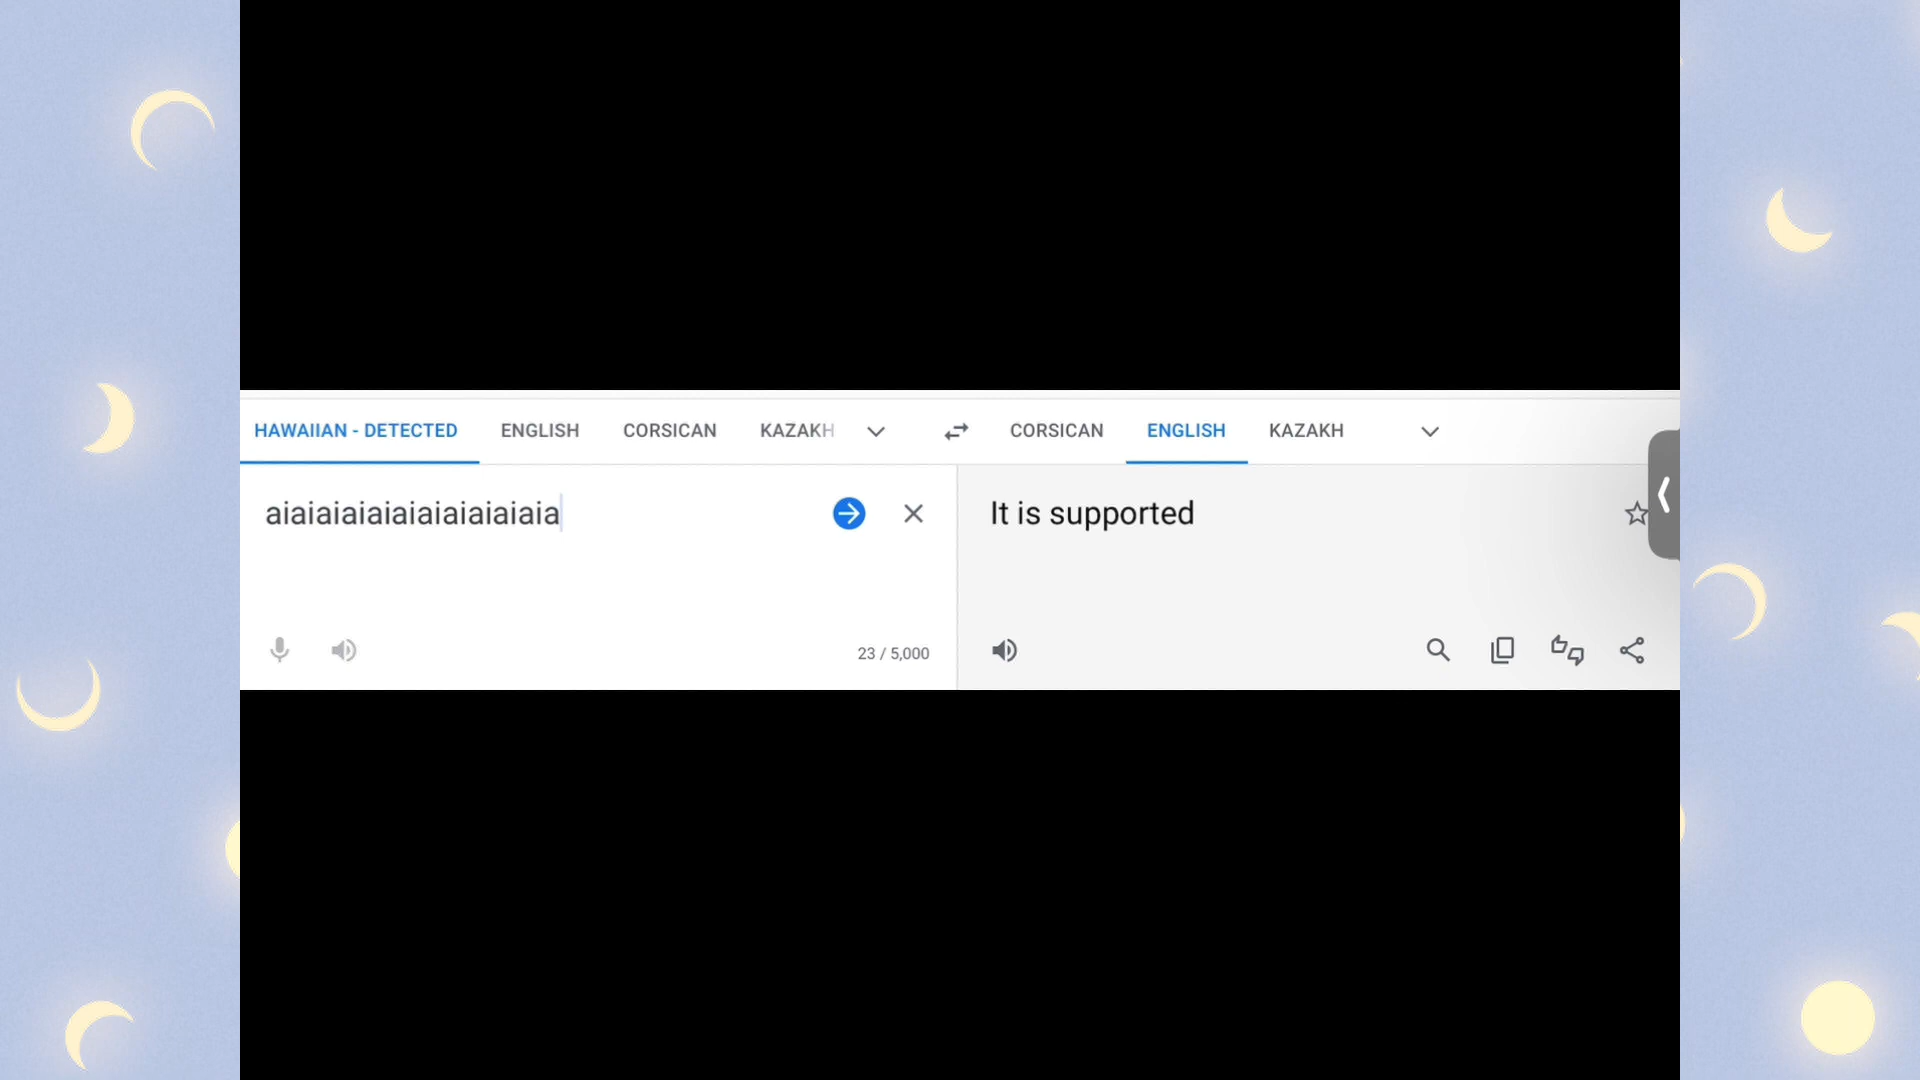 HAWAIIAN - DETECTED ENGLISH CORSICAN KAZAKH CORSICAN ENGLISH KAZAKH
aiaiaiaiaiaiaiaiaiaiaia It is supported
23 / 5,000